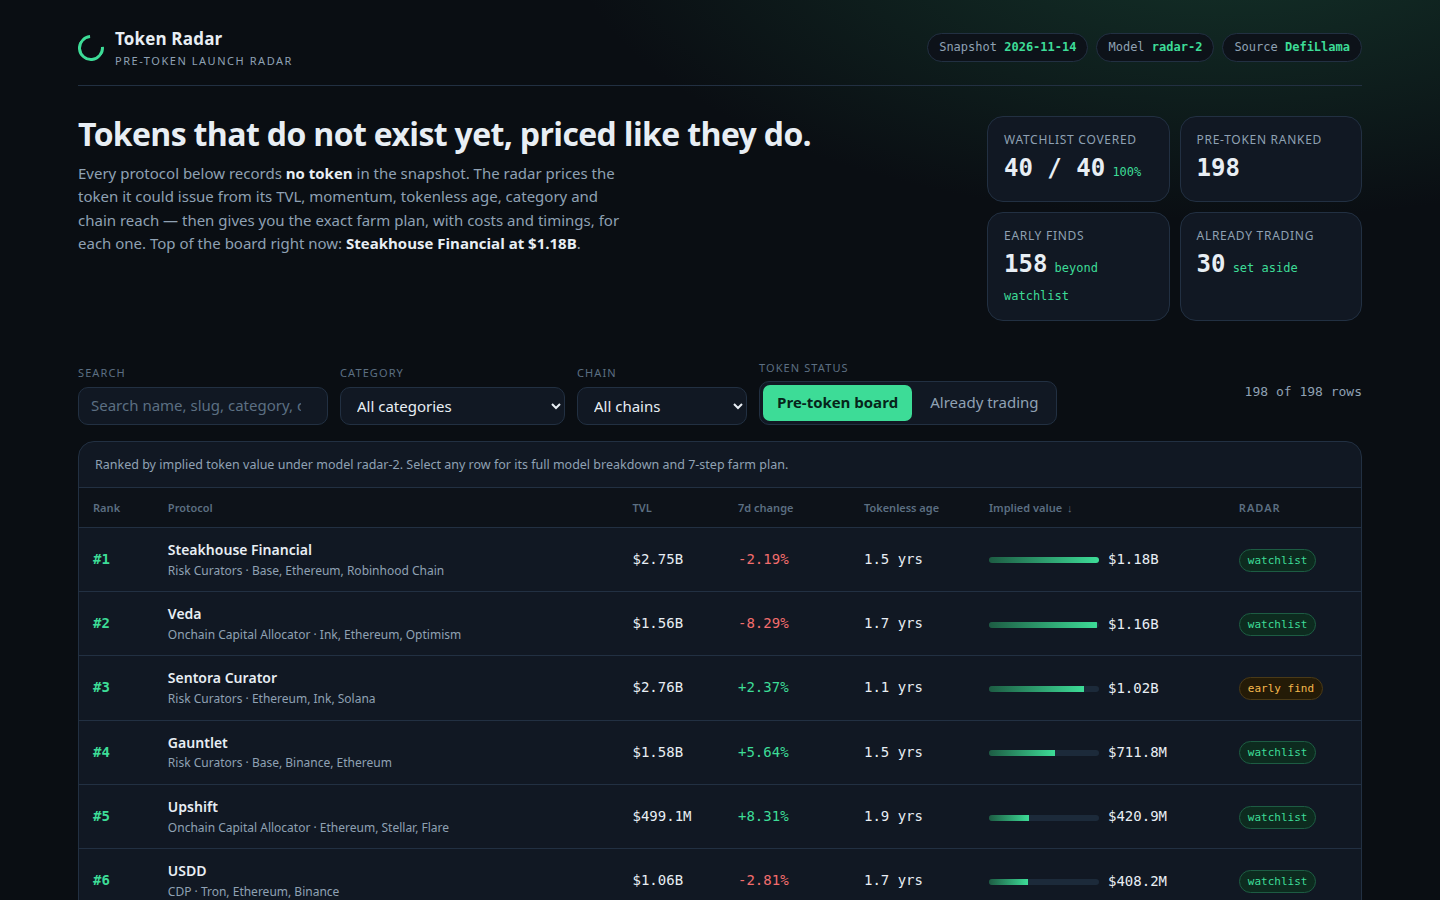 Token Radar
PRE-TOKEN LAUNCH RADAR
Snapshot 2026-11-14
Model radar-2
Source DefiLlama
Tokens that do not exist yet, priced like they do.
Every protocol below records no token in the snapshot. The radar prices the
token it could issue from its TVL, momentum, tokenless age, category and
chain reach — then gives you the exact farm plan, with costs and timings, for
each one. Top of the board right now: Steakhouse Financial at $1.18B.
WATCHLIST COVERED
40 / 40 100%
PRE-TOKEN RANKED
198
EARLY FINDS
158 beyond
watchlist
ALREADY TRADING
30 set aside
SEARCH
Search name, slug, category, c
CATEGORY
All categories
CHAIN
All chains
TOKEN STATUS
Pre-token board
Already trading
198 of 198 rows
Ranked by implied token value under model radar-2. Select any row for its full model breakdown and 7-step farm plan.
Rank Protocol TVL 7d change Tokenless age Implied value ↓ RADAR
#1 Steakhouse Financial $2.75B -2.19% 1.5 yrs $1.18B watchlist
Risk Curators · Base, Ethereum, Robinhood Chain
#2 Veda $1.56B -8.29% 1.7 yrs $1.16B watchlist
Onchain Capital Allocator · Ink, Ethereum, Optimism
#3 Sentora Curator $2.76B +2.37% 1.1 yrs $1.02B early find
Risk Curators · Ethereum, Ink, Solana
#4 Gauntlet $1.58B +5.64% 1.5 yrs $711.8M watchlist
Risk Curators · Base, Binance, Ethereum
#5 Upshift $499.1M +8.31% 1.9 yrs $420.9M watchlist
Onchain Capital Allocator · Ethereum, Stellar, Flare
#6 USDD $1.06B -2.81% 1.7 yrs $408.2M watchlist
CDP · Tron, Ethereum, Binance